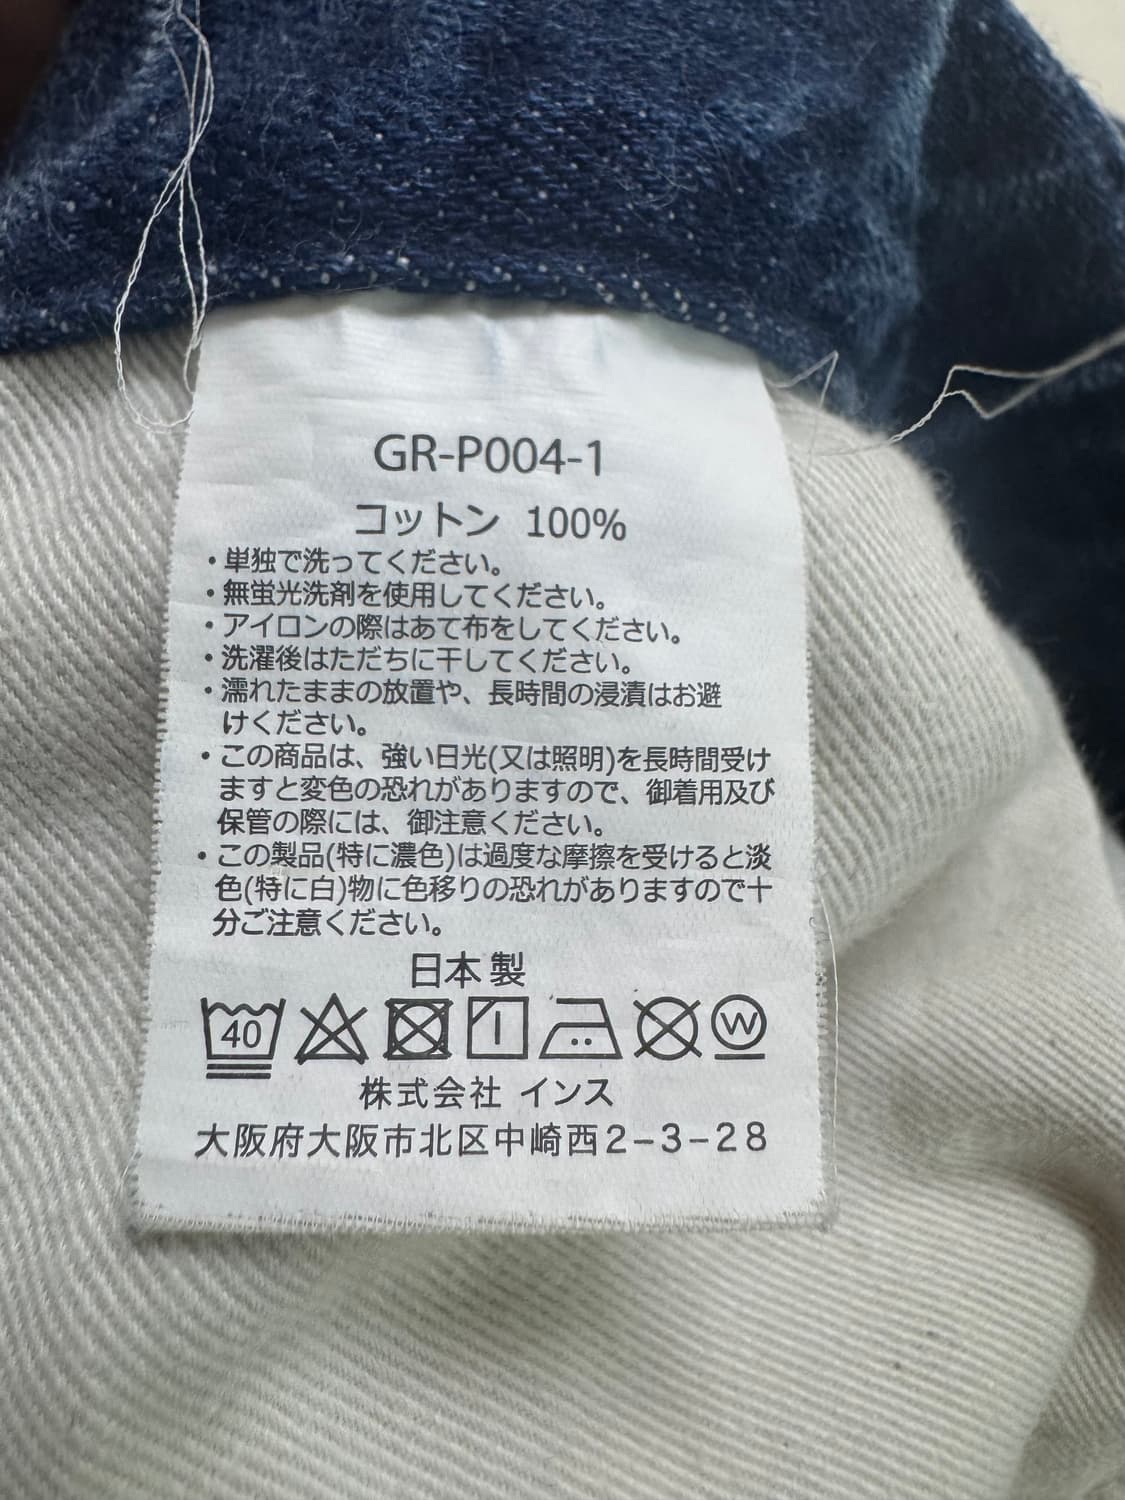 GR-P004-1
コットン 100%
・単独で洗ってください。
・無蛍光洗剤を使用してください。
・アイロンの際はあて布をしてください。
・洗濯後はただちに干してください。
・濡れたままの放置や、長時間の浸漬はお避
けください。
・この商品は、強い日光(又は照明)を長時間受け
ますと変色の恐れがありますので、御着用及び
保管の際には、御注意ください。
・この製品(特に濃色)は過度な摩擦を受けると淡
色(特に白)物に色移りの恐れがありますので十
分ご注意ください。
日本製
40 W
株式会社 インス
大阪府大阪市北区中崎西2-3-28